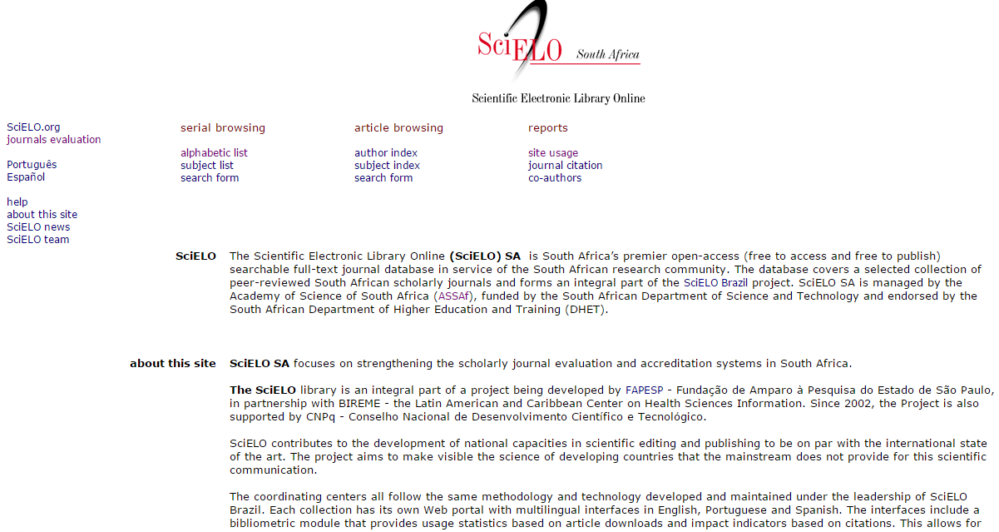 SciELO South Africa
Scientific Electronic Library Online
SciELO.org
journals evaluation
Português
Español
help
about this site
SciELO news
SciELO team
serial browsing
alphabetic list
subject list
search form
article browsing
author index
subject index
search form
reports
site usage
journal citation
co-authors
SciELO
The Scientific Electronic Library Online (SciELO) SA is South Africa’s premier open-access (free to access and free to publish)
searchable full-text journal database in service of the South African research community. The database covers a selected collection of
peer-reviewed South African scholarly journals and forms an integral part of the SciELO Brazil project. SciELO SA is managed by the
Academy of Science of South Africa (ASSAf), funded by the South African Department of Science and Technology and endorsed by the
South African Department of Higher Education and Training (DHET).
about this site
SciELO SA focuses on strengthening the scholarly journal evaluation and accreditation systems in South Africa.
The SciELO library is an integral part of a project being developed by FAPESP - Fundação de Amparo à Pesquisa do Estado de São Paulo,
in partnership with BIREME - the Latin American and Caribbean Center on Health Sciences Information. Since 2002, the Project is also
supported by CNPq - Conselho Nacional de Desenvolvimento Científico e Tecnológico.
SciELO contributes to the development of national capacities in scientific editing and publishing to be on par with the international state
of the art. The project aims to make visible the science of developing countries that the mainstream does not provide for this scientific
communication.
The coordinating centers all follow the same methodology and technology developed and maintained under the leadership of SciELO
Brazil. Each collection has its own Web portal with multilingual interfaces in English, Portuguese and Spanish. The interfaces include a
bibliometric module that provides usage statistics based on article downloads and impact indicators based on citations. This allows for